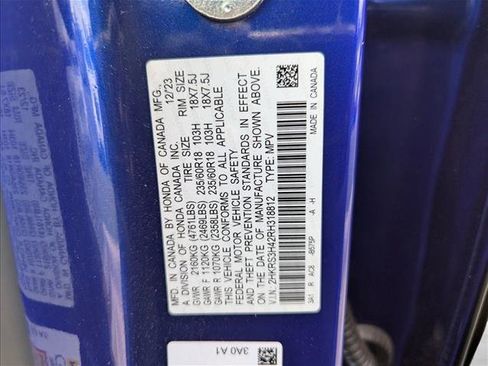 MFD. IN CANADA BY HONDA OF CANADA MFG. 12/23
A DIVISION OF HONDA CANADA INC.
TIRE SIZE RIM SIZE
GVWR 2160KG (4761LBS)
GAWR F 1120KG (2469LBS) 235/60R18 103H 18X7.5J
GAWR R 1070KG (2358LBS) 235/60R18 103H 18X7.5J
THIS VEHICLE CONFORMS TO ALL APPLICABLE
FEDERAL MOTOR VEHICLE SAFETY
AND THEFT PREVENTION STANDARDS IN EFFECT
ON THE DATE OF MANUFACTURE SHOWN ABOVE.
V.I.N.: 2HKRS3H42RH318812 TYPE: MPV
3A1 R AC8 -A -H
MADE IN CANADA
3A0 A1